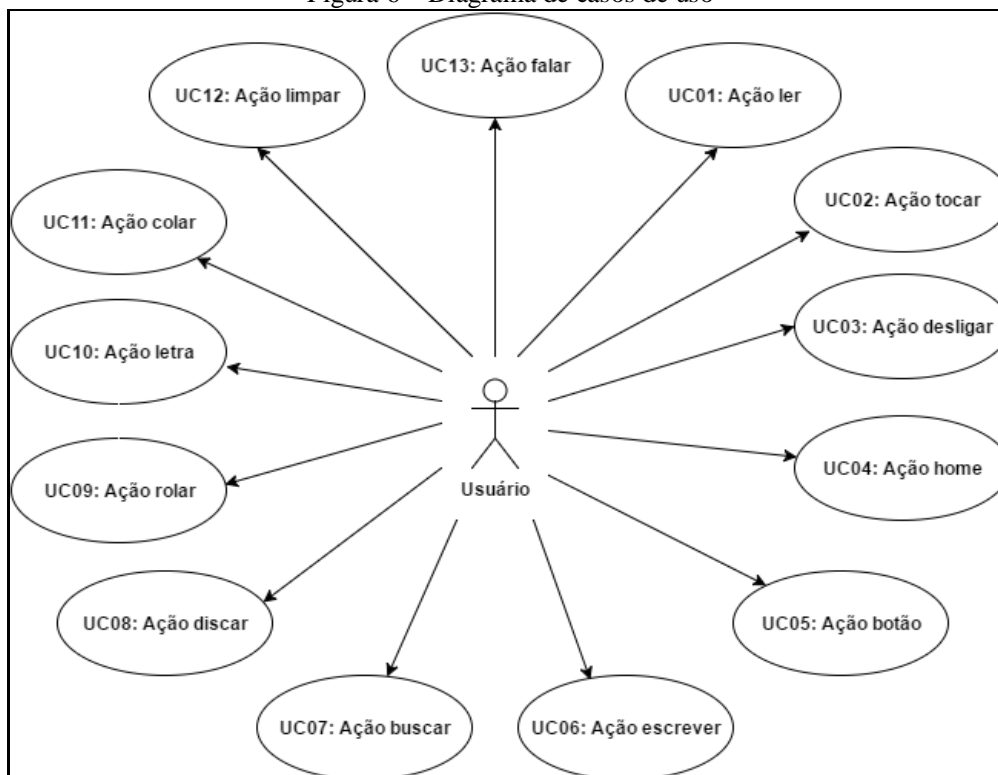 Figura 6 – Diagrama de casos de uso
UC13: Ação falar
UC12: Ação limpar
UC01: Ação ler
UC02: Ação tocar
UC11: Ação colar
UC03: Ação desligar
UC10: Ação letra
UC04: Ação home
UC09: Ação rolar
Usuário
UC08: Ação discar
UC05: Ação botão
UC07: Ação buscar
UC06: Ação escrever